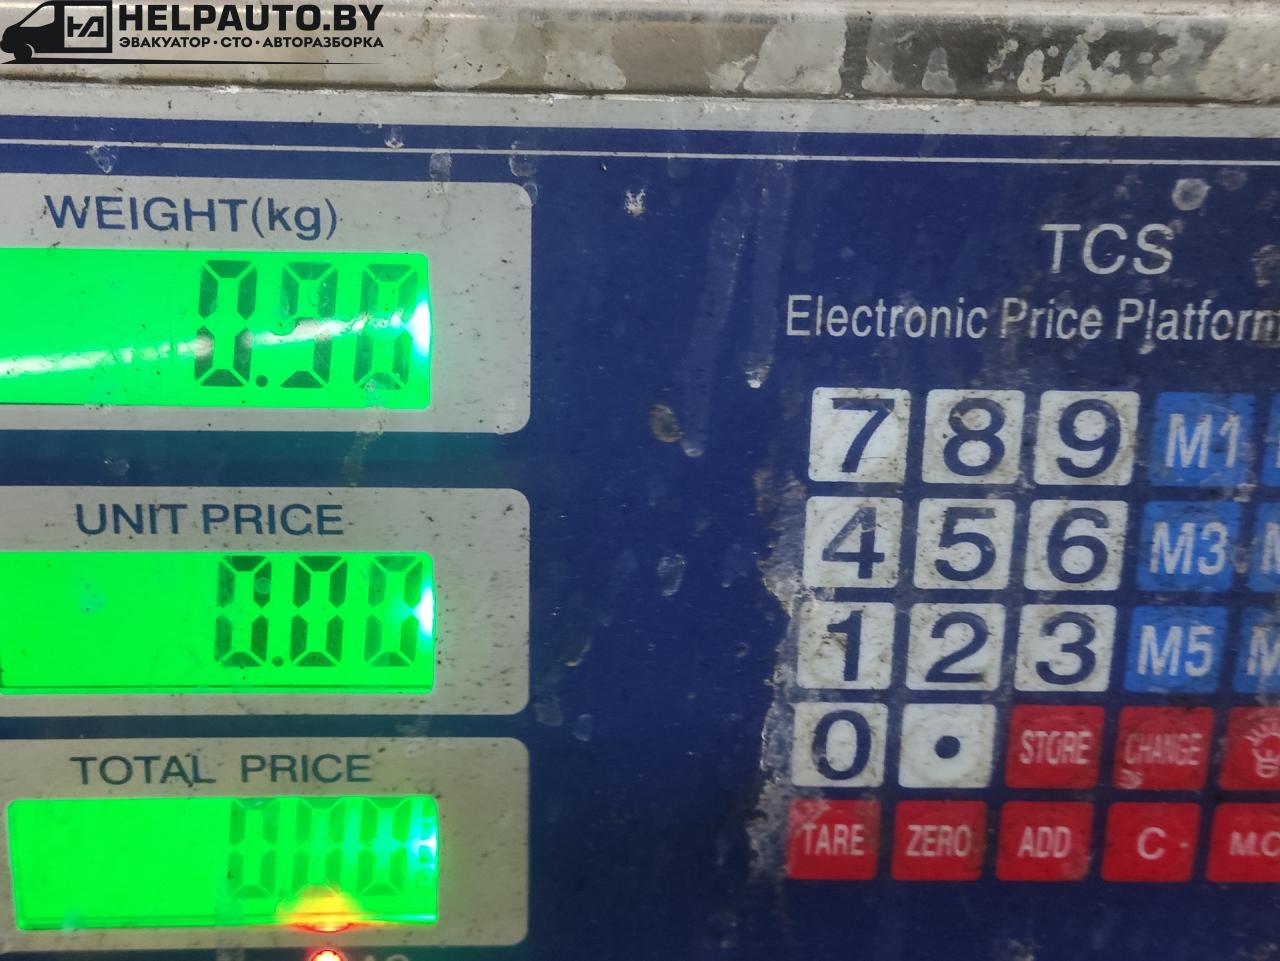 HELPAUTO.BY
ЭВАКУАТОР · СТО · АВТОРАЗБОРКА
WEIGHT(kg)
0.90
UNIT PRICE
0.00
TOTAL PRICE
0.00
TCS
Electronic Price Platform
7 8 9 M1
4 5 6 M3
1 2 3 M5
0 . STORE CHANGE
TARE ZERO ADD C M.C